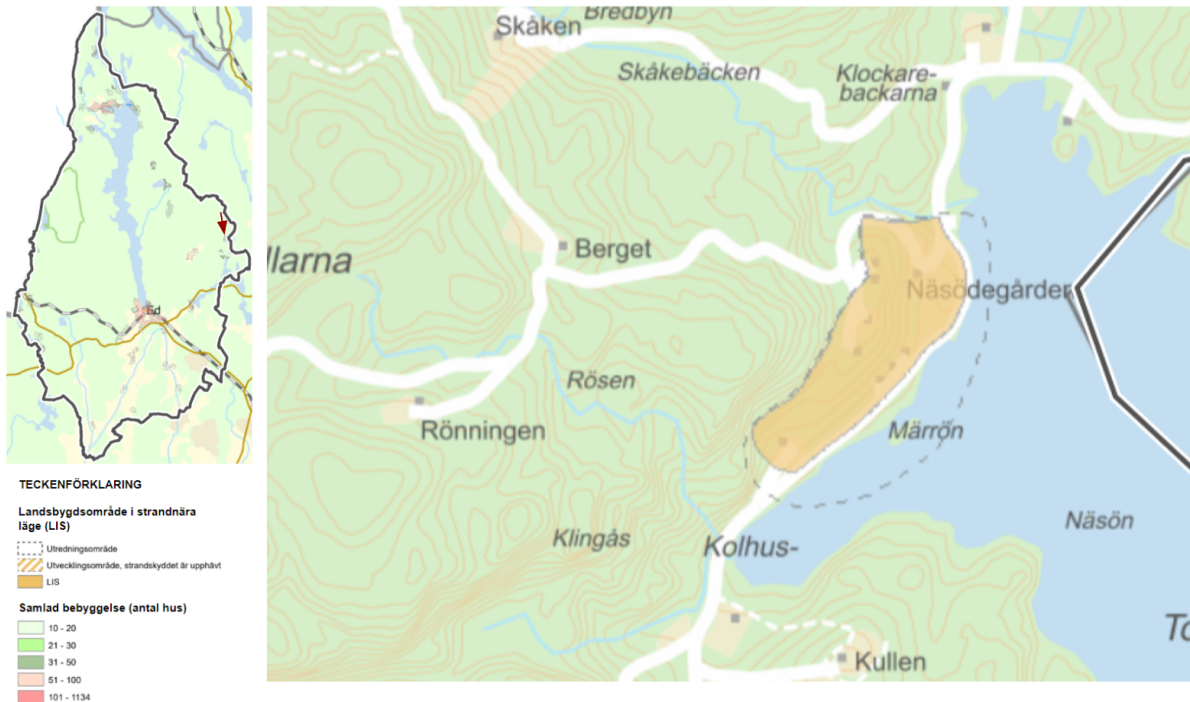 Ed
TECKENFÖRKLARING
Landsbygdsområde i strandnära
läge (LIS)
Utredningsområde
Utvecklingsområde, strandskyddet är upphävt
LIS
Samlad bebyggelse (antal hus)
10 - 20
21 - 30
31 - 50
51 - 100
101 - 1134
Bredbyn
Skåken
Skåkebäcken
Klockare-
backarna
Berget
llarna
Näsödegårder
Rösen
Rönningen
Märrön
Näsön
Klingås
Kolhus-
To
Kullen